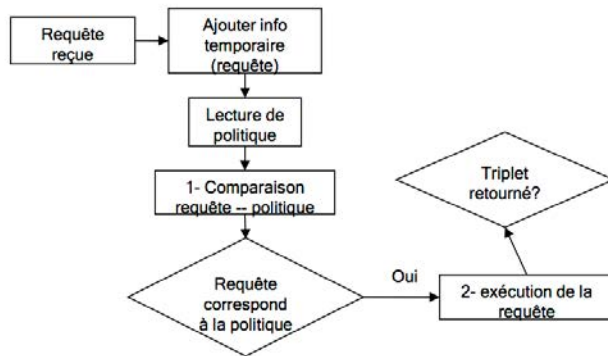 Requête
reçue
Ajouter info
temporaire
(requête)
Lecture de
politique
1- Comparaison
requête -- politique
Requête
correspond
à la politique
Oui
2- exécution de la
requête
Triplet
retourné?